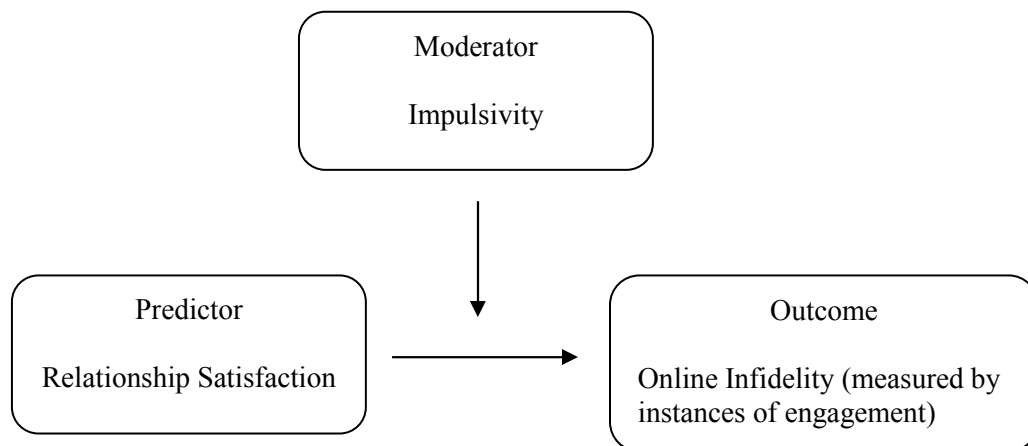 Moderator
Impulsivity
Predictor
Relationship Satisfaction
Outcome
Online Infidelity (measured by
instances of engagement)